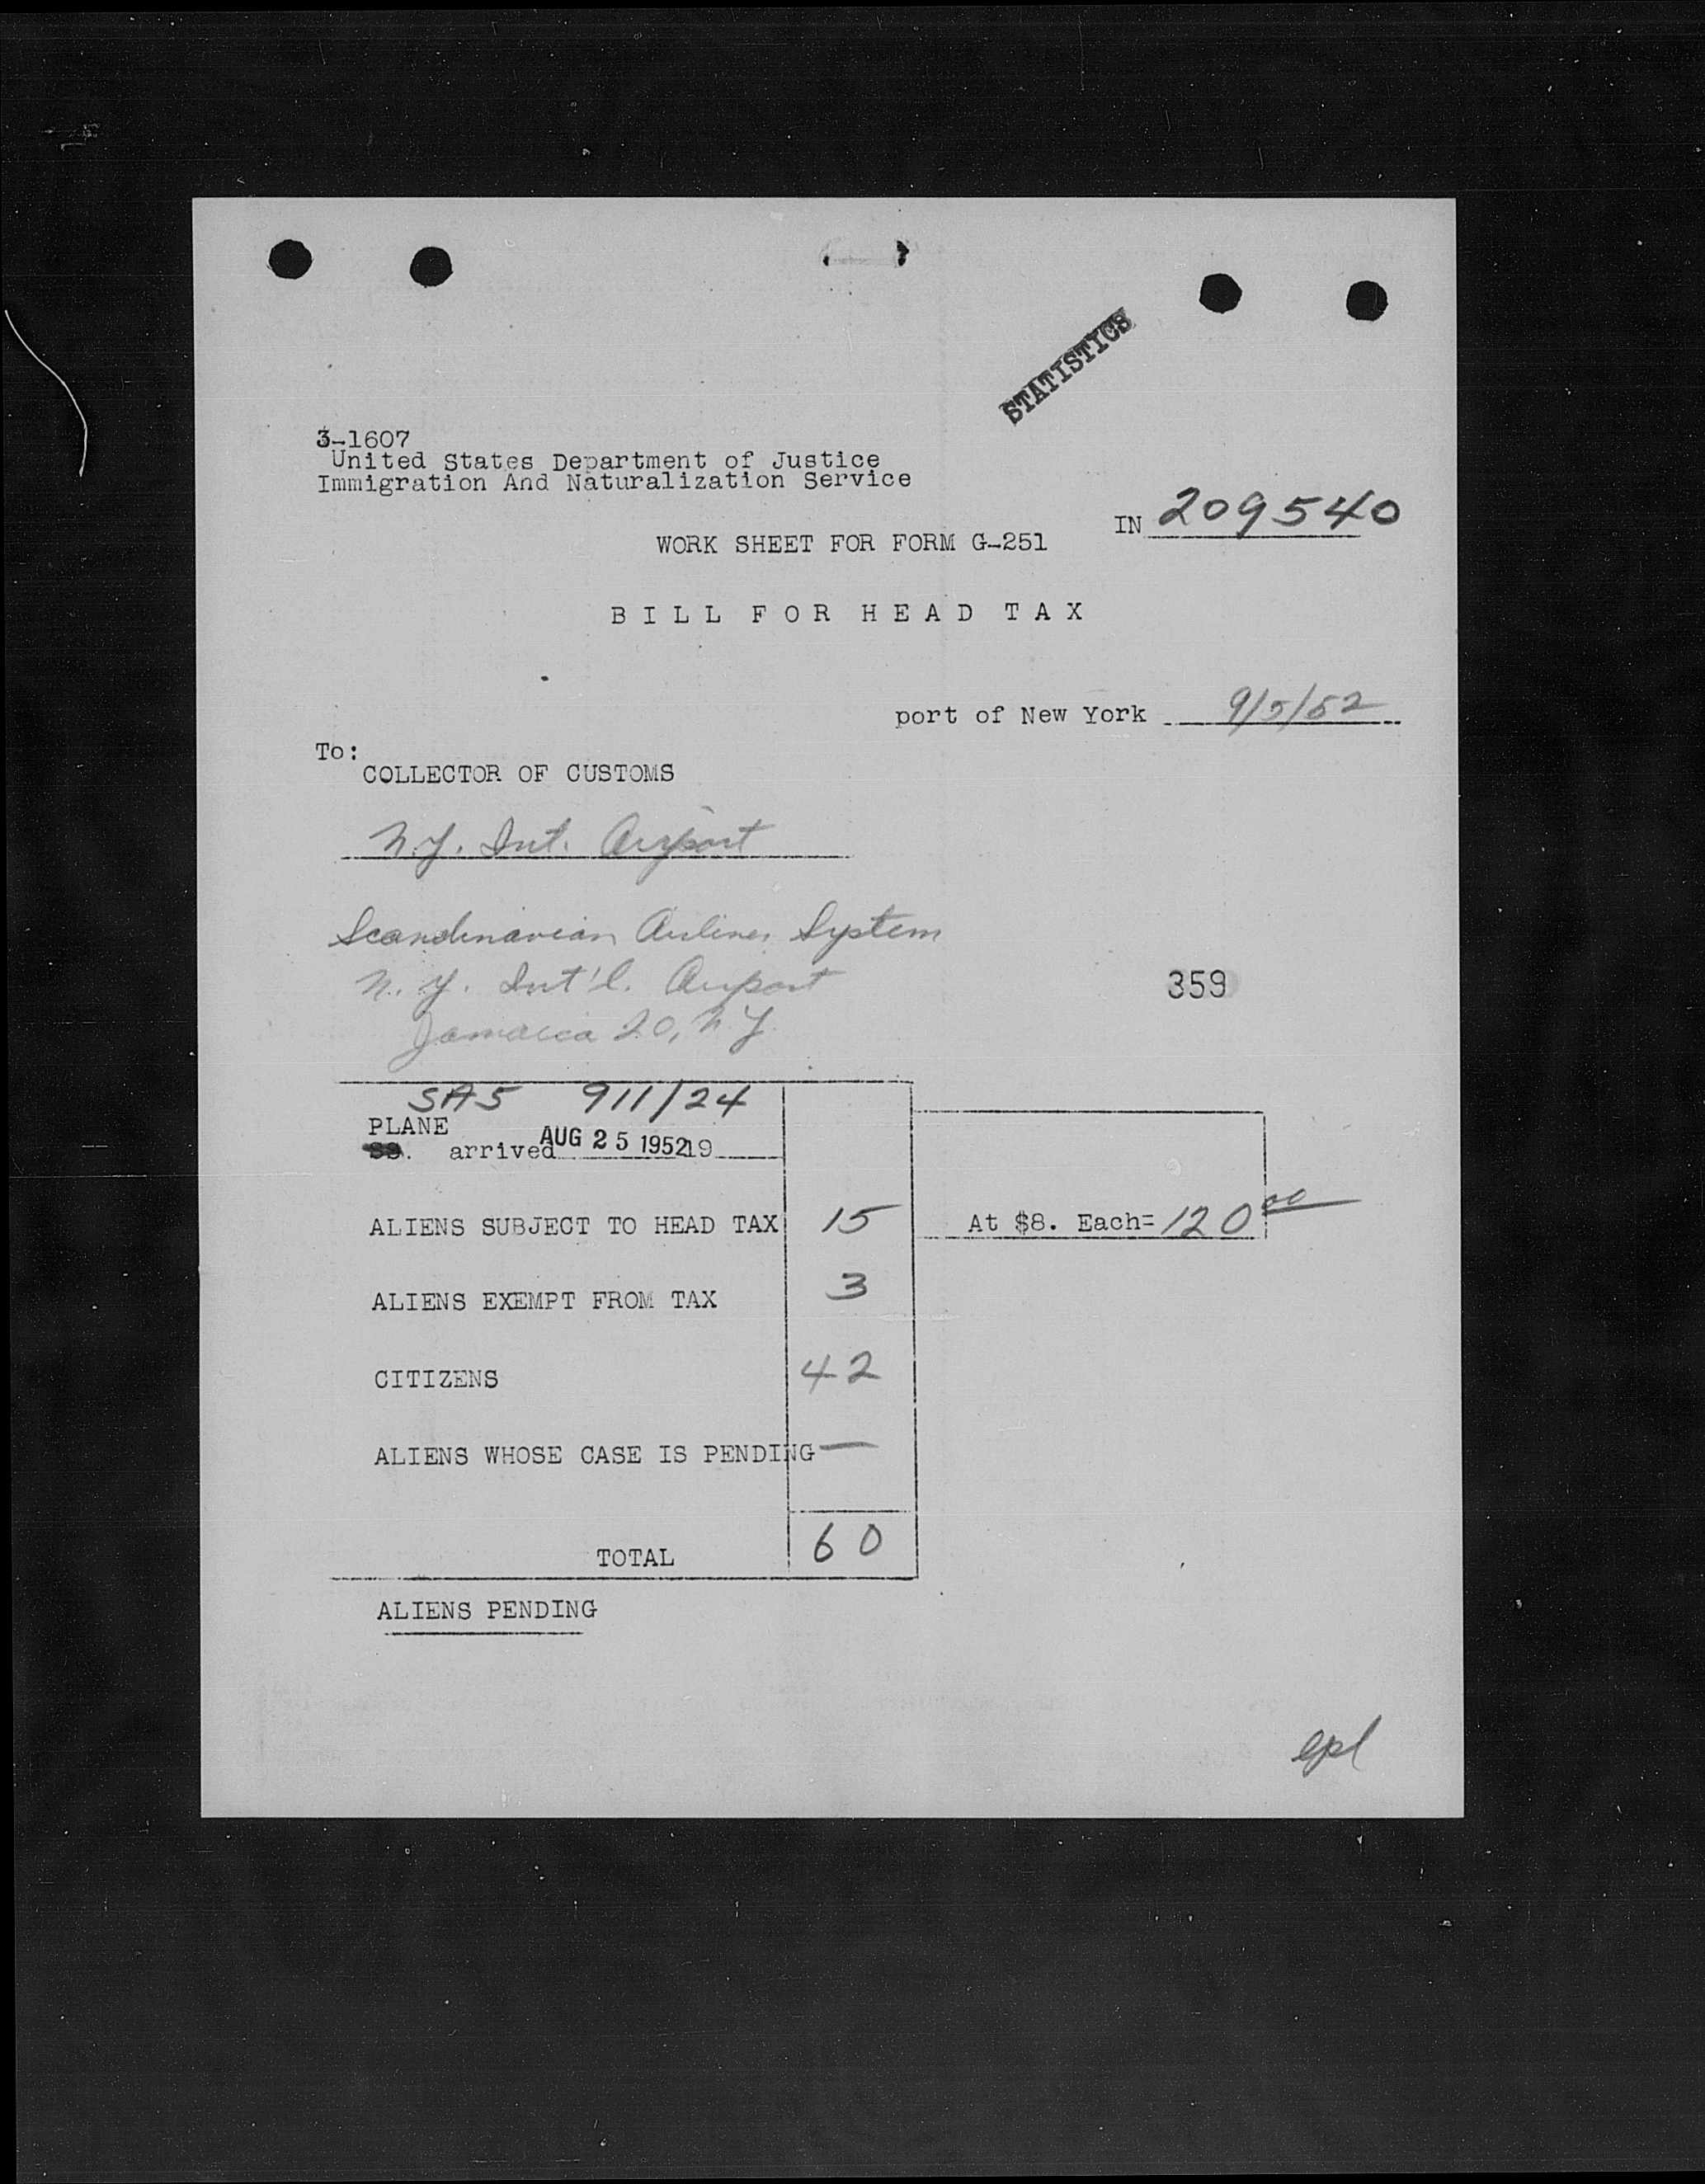 STATISTICS
3-1607
United States Department of Justice
Immigration And Naturalization Service
IN 209540
WORK SHEET FOR FORM G-251
BILL FOR HEAD TAX
port of New York 9/5/52
To:
COLLECTOR OF CUSTOMS
N.Y. Int. Airport
Scandinavian Airlines System
N.Y. Int'l. Airport
359
Jamaica 20, N.Y.
SAS 911/24
PLANE
SS. arrived AUG 25 1952 19
ALIENS SUBJECT TO HEAD TAX 15 At $8. Each= 120 00
ALIENS EXEMPT FROM TAX 3
CITIZENS 42
ALIENS WHOSE CASE IS PENDING —
TOTAL 60
ALIENS PENDING
epl